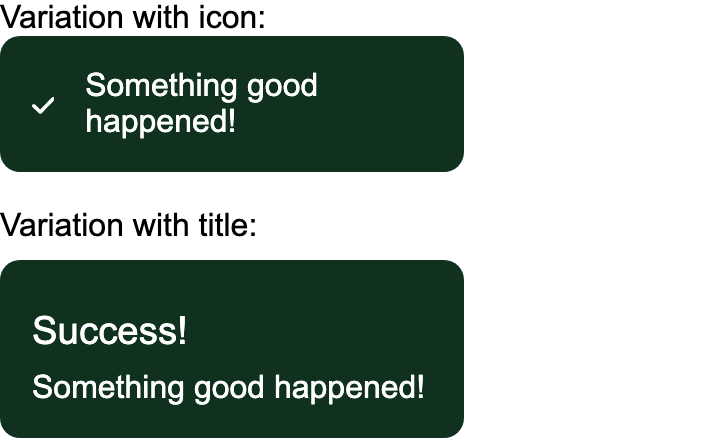 Variation with icon:
Something good
happened!
Variation with title:
Success!
Something good happened!